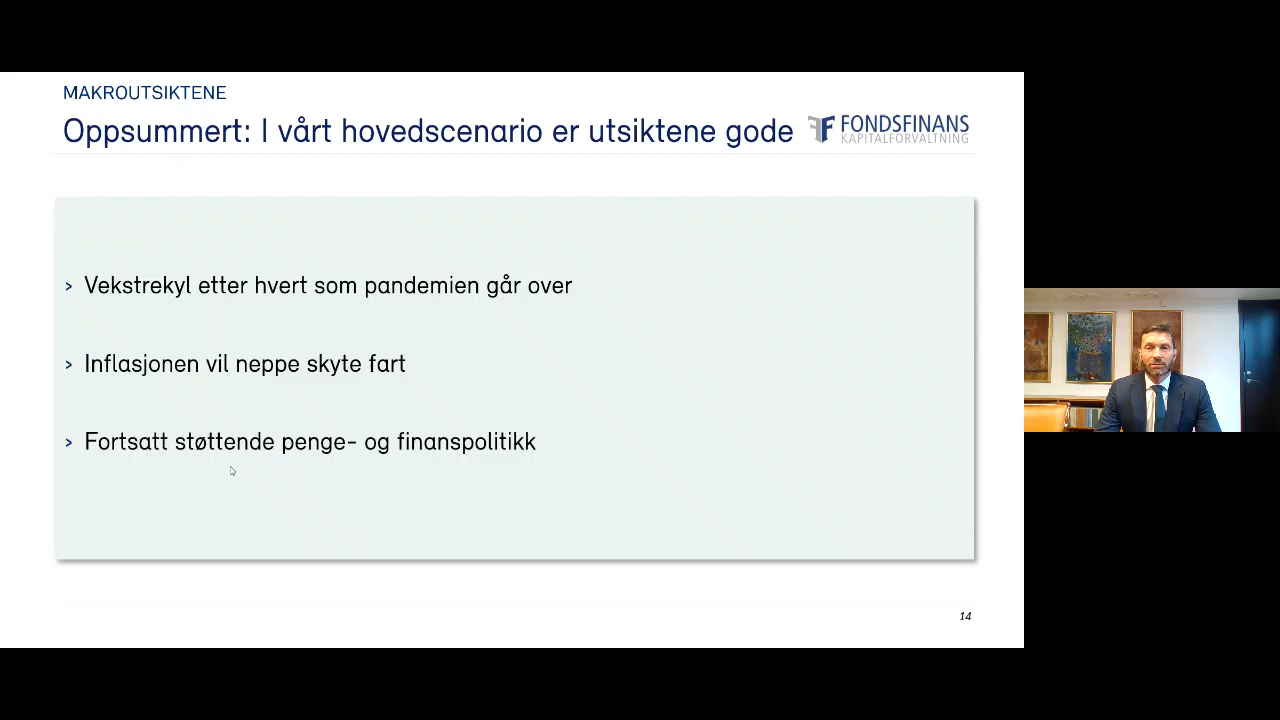 MAKROUTSIKTENE
Oppsummert: I vårt hovedscenario er utsiktene gode
FONDSFINANS
KAPITALFORVALTNING
› Vekstrekyl etter hvert som pandemien går over
› Inflasjonen vil neppe skyte fart
› Fortsatt støttende penge- og finanspolitikk
14